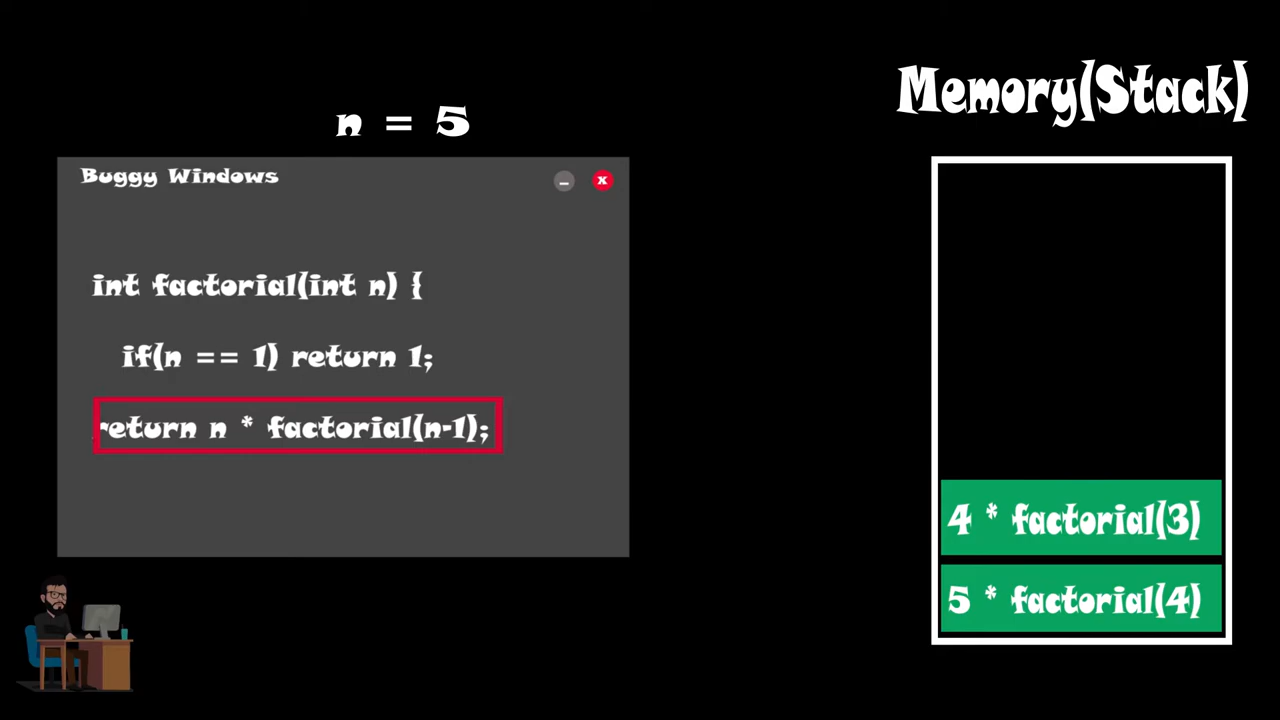 Memory(Stack)
n = 5
Buggy Windows
x
int factorial(int n) {
if(n == 1) return 1;
return n * factorial(n-1);
4 * factorial(3)
5 * factorial(4)